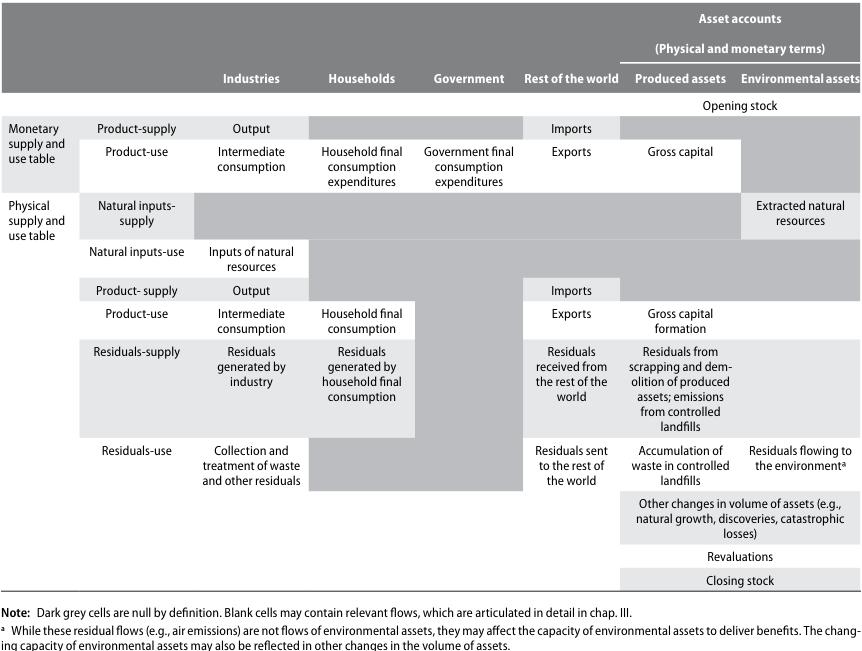 Asset accounts
(Physical and monetary terms)
Industries Households Government Rest of the world Produced assets Environmental assets
Opening stock
Monetary supply and use table
Product-supply Output Imports
Product-use Intermediate consumption Household final consumption expenditures Government final consumption expenditures Exports Gross capital
Physical supply and use table
Natural inputs-supply Extracted natural resources
Natural inputs-use Inputs of natural resources
Product- supply Output Imports
Product-use Intermediate consumption Household final consumption Exports Gross capital formation
Residuals-supply Residuals generated by industry Residuals generated by household final consumption Residuals received from the rest of the world Residuals from scrapping and dem-olition of produced assets; emissions from controlled landfills
Residuals-use Collection and treatment of waste and other residuals Residuals sent to the rest of the world Accumulation of waste in controlled landfills Residuals flowing to the environmentᵃ
Other changes in volume of assets (e.g., natural growth, discoveries, catastrophic losses)
Revaluations
Closing stock
Note: Dark grey cells are null by definition. Blank cells may contain relevant flows, which are articulated in detail in chap. III.
ᵃ While these residual flows (e.g., air emissions) are not flows of environmental assets, they may affect the capacity of environmental assets to deliver benefits. The chang-
ing capacity of environmental assets may also be reflected in other changes in the volume of assets.